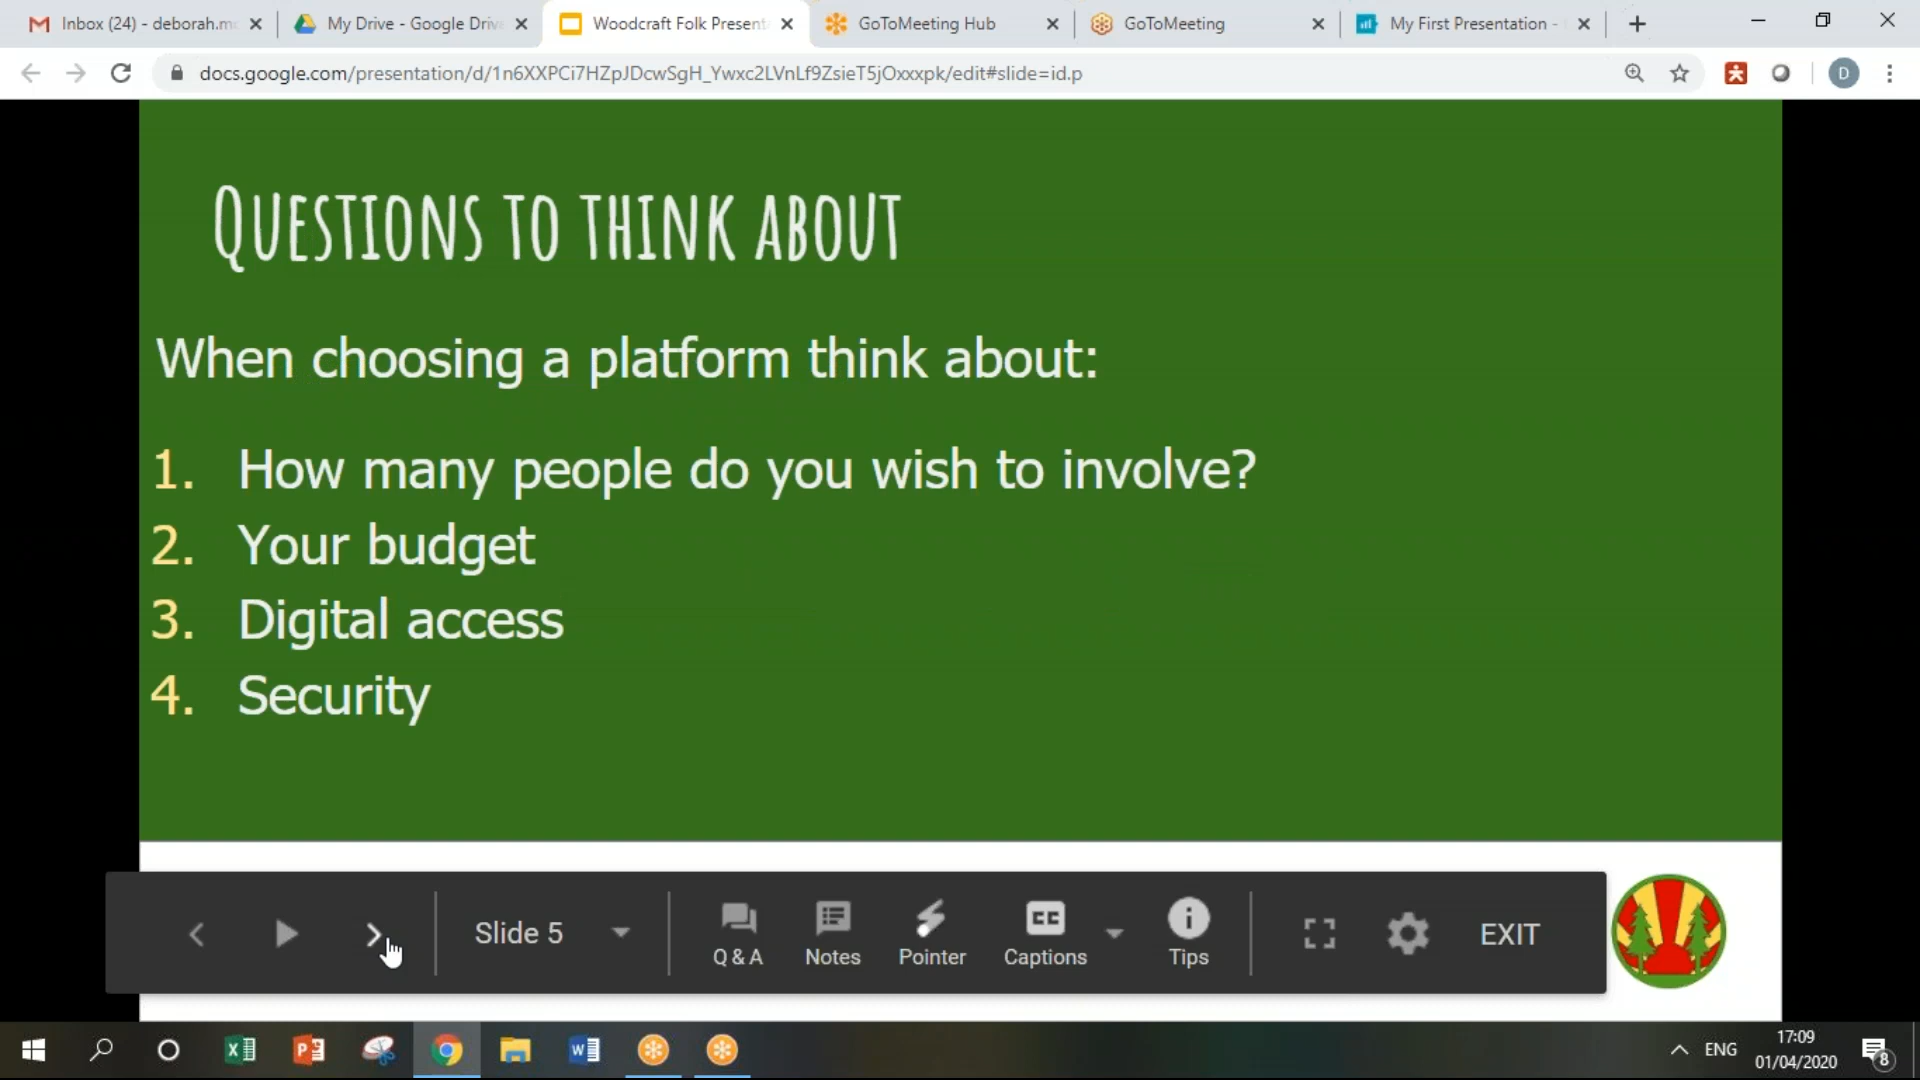 Inbox (24) - deborah.m
My Drive - Google Driv
Woodcraft Folk Present
GoToMeeting Hub
GoToMeeting
My First Presentation -
docs.google.com/presentation/d/1n6XXPCi7HZpJDcwSgH_Ywxc2LVnLf9ZsieT5jOxxxpk/edit#slide=id.p
D
QUESTIONS TO THINK ABOUT
When choosing a platform think about:
1. How many people do you wish to involve?
2. Your budget
3. Digital access
4. Security
Slide 5
Q & A
Notes
Pointer
CC
Captions
Tips
EXIT
ENG
17:09
01/04/2020
8